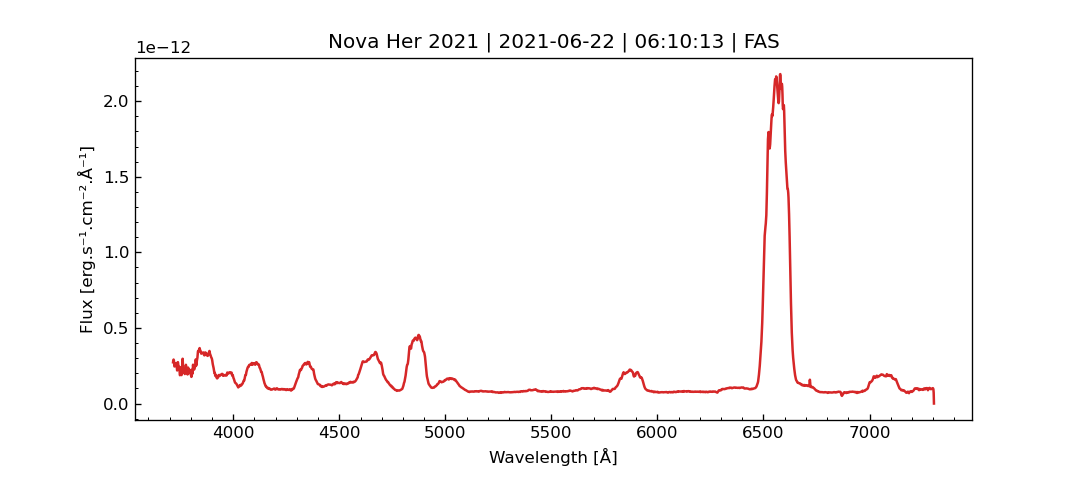 Nova Her 2021 | 2021-06-22 | 06:10:13 | FAS
1e−12
2.0
1.5
1.0
0.5
0.0
Flux [erg.s⁻¹.cm⁻².Å⁻¹]
4000 4500 5000 5500 6000 6500 7000
Wavelength [Å]